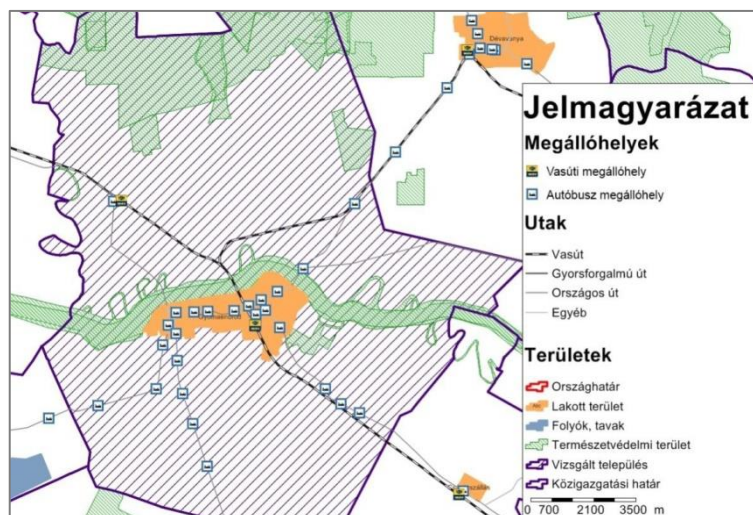 Dévaványa
Jelmagyarázat
Megállóhelyek
Vasúti megállóhely
Autóbusz megállóhely
Utak
Vasút
Gyorsforgalmú út
Országos út
Egyéb
Területek
Országhatár
Lakott terület
Folyók, tavak
Természetvédelmi terület
Vizsgált település
Közigazgatási határ
0 700 2100 3500 m